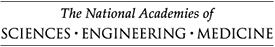 The National Academies of
SCIENCES • ENGINEERING • MEDICINE